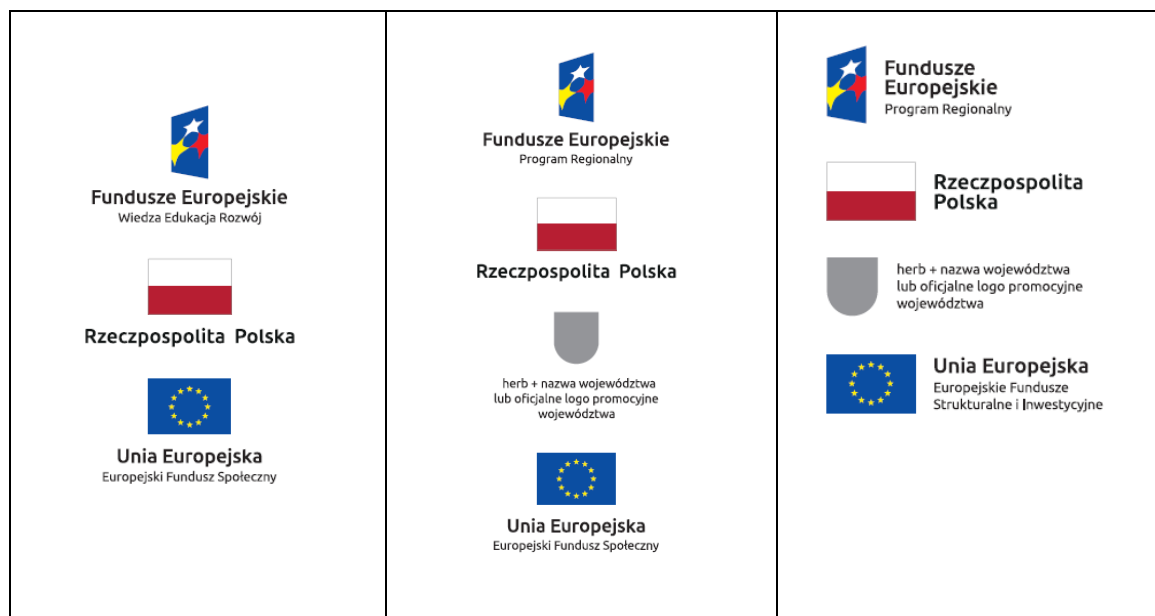 Fundusze Europejskie
Wiedza Edukacja Rozwój
Rzeczpospolita Polska
Unia Europejska
Europejski Fundusz Społeczny
Fundusze Europejskie
Program Regionalny
Rzeczpospolita Polska
herb + nazwa województwa
lub oficjalne logo promocyjne
województwa
Unia Europejska
Europejski Fundusz Społeczny
Fundusze
Europejskie
Program Regionalny
Rzeczpospolita
Polska
herb + nazwa województwa
lub oficjalne logo promocyjne
województwa
Unia Europejska
Europejskie Fundusze
Strukturalne i Inwestycyjne